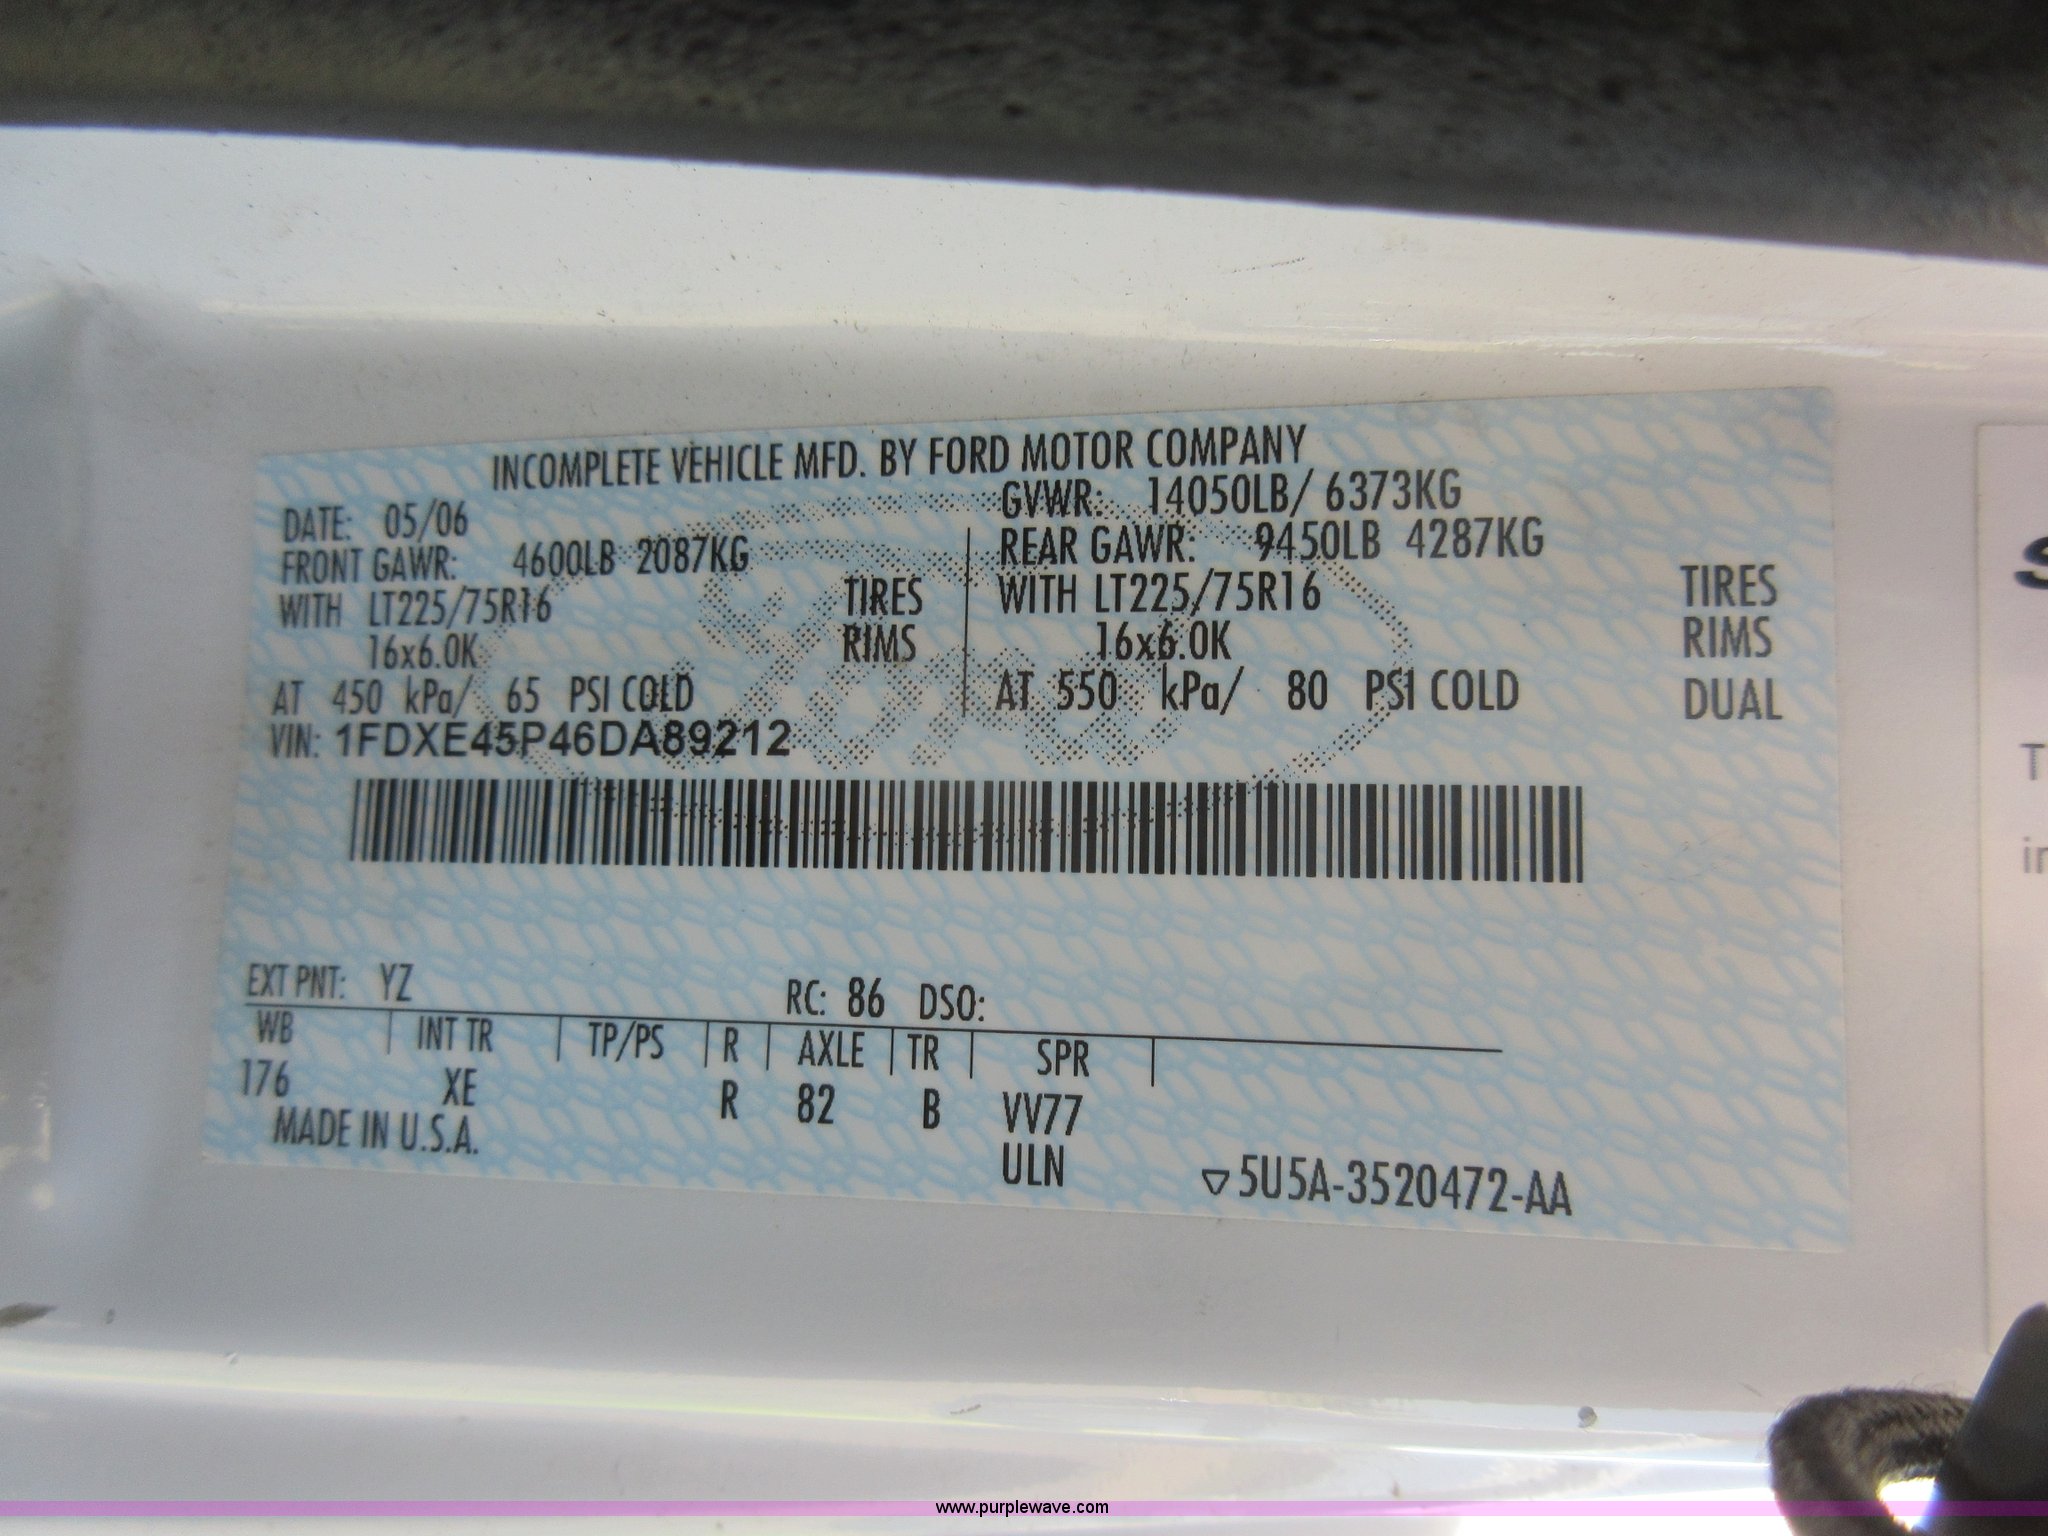 INCOMPLETE VEHICLE MFD. BY FORD MOTOR COMPANY
DATE: 05/06 GVWR: 14050LB/ 6373KG
FRONT GAWR: 4600LB 2087KG REAR GAWR: 9450LB 4287KG
WITH LT225/75R16 TIRES WITH LT225/75R16 TIRES
16x6.0K RIMS 16x6.0K RIMS
AT 450 kPa/ 65 PSI COLD AT 550 kPa/ 80 PSI COLD DUAL
VIN: 1FDXE45P46DA89212
EXT PNT: YZ RC: 86 DSO:
WB INT TR TP/PS R AXLE TR SPR
176 XE R 82 B VV77
MADE IN U.S.A. ULN ▽5U5A-3520472-AA
www.purplewave.com